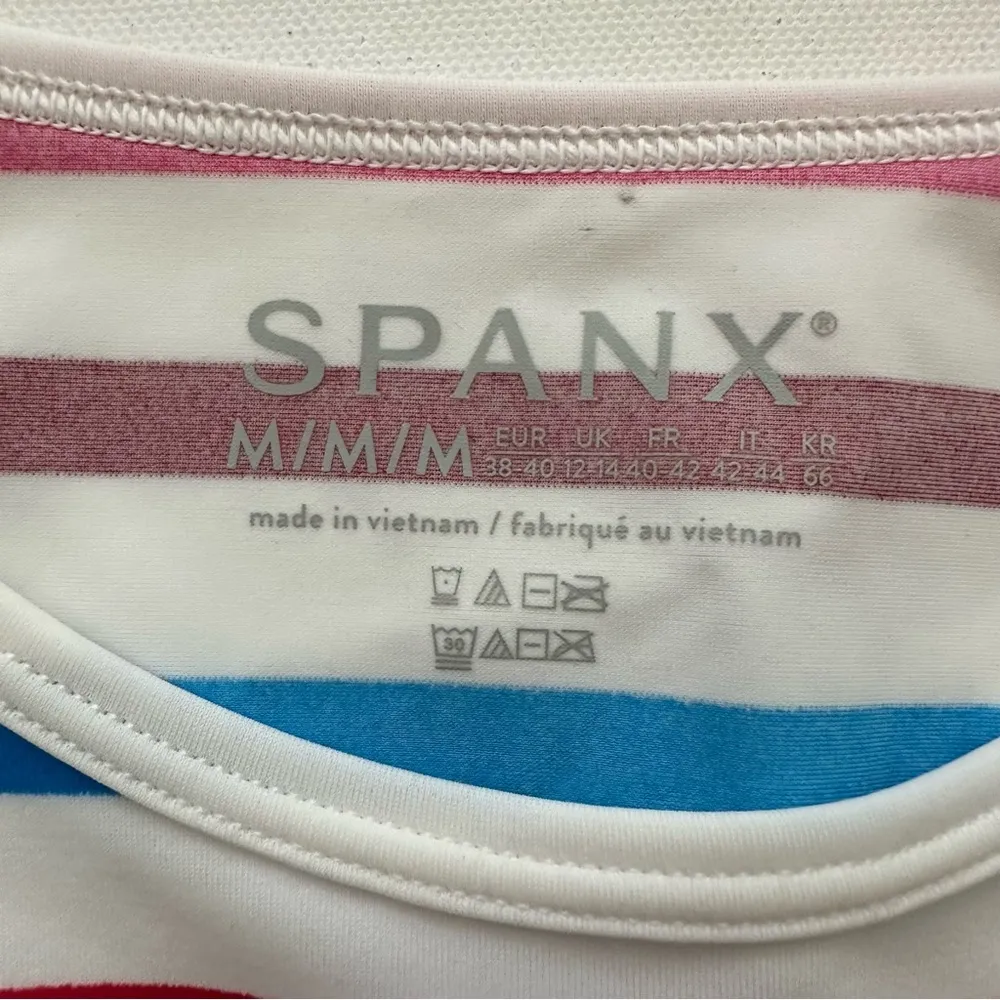 SPANX®
M/M/M EUR UK FR IT KR
38-40 12-14 40-42 42-44 66
made in vietnam / fabriqué au vietnam
30